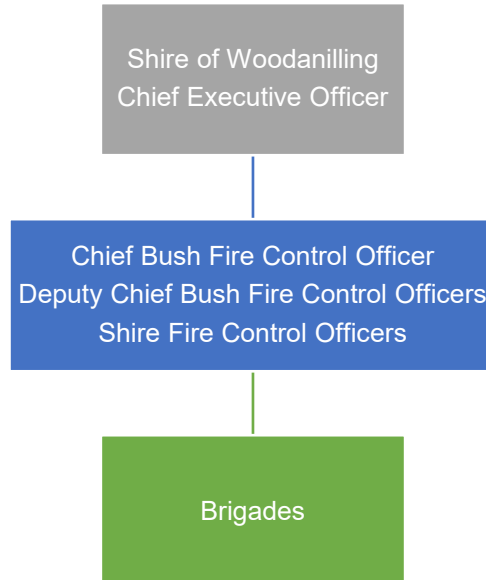 Shire of Woodanilling
Chief Executive Officer
Chief Bush Fire Control Officer
Deputy Chief Bush Fire Control Officers
Shire Fire Control Officers
Brigades